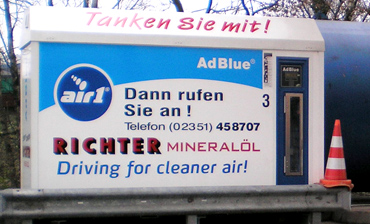 Tanken Sie mit!
AdBlue®
AdBlue
air1®
Dann rufen
Sie an !
3
Telefon (02351) 458707
RICHTER MINERALÖL
Driving for cleaner air!